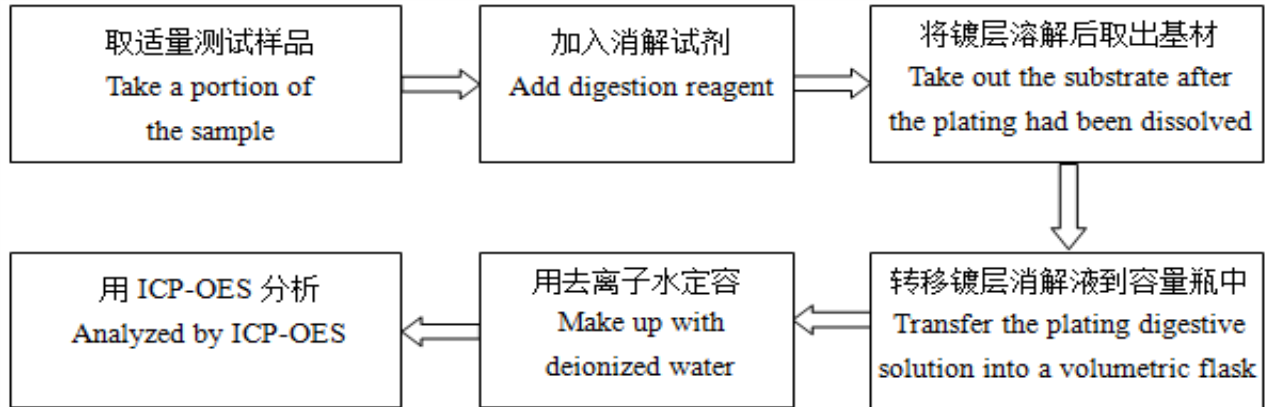 取适量测试样品
Take a portion of
the sample
加入消解试剂
Add digestion reagent
将镀层溶解后取出基材
Take out the substrate after
the plating had been dissolved
转移镀层消解液到容量瓶中
Transfer the plating digestive
solution into a volumetric flask
用去离子水定容
Make up with
deionized water
用 ICP-OES 分析
Analyzed by ICP-OES